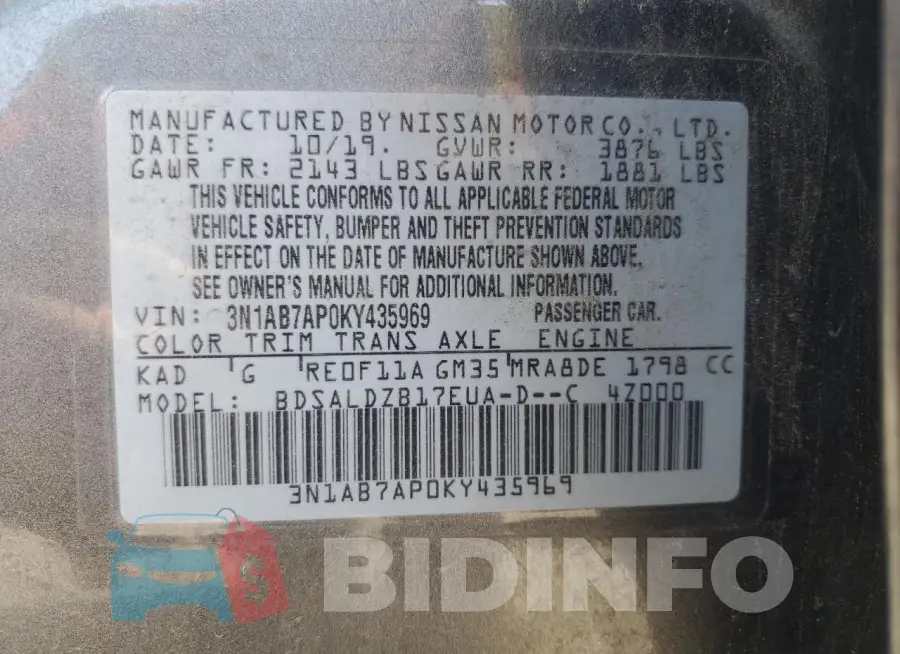 MANUFACTURED BY NISSAN MOTOR CO., LTD.
DATE: 10/19. GVWR: 3876 LBS
GAWR FR: 2143 LBS GAWR RR: 1881 LBS
THIS VEHICLE CONFORMS TO ALL APPLICABLE FEDERAL MOTOR
VEHICLE SAFETY, BUMPER AND THEFT PREVENTION STANDARDS
IN EFFECT ON THE DATE OF MANUFACTURE SHOWN ABOVE.
SEE OWNER'S MANUAL FOR ADDITIONAL INFORMATION.
VIN: 3N1AB7AP0KY435969 PASSENGER CAR.
COLOR TRIM TRANS AXLE ENGINE
KAD G RE0F11A GM35 MRA8DE 1798 CC
MODEL: BDSALDZB17EUA-D--C 4Z000
3N1AB7AP0KY435969
$ BIDINFO